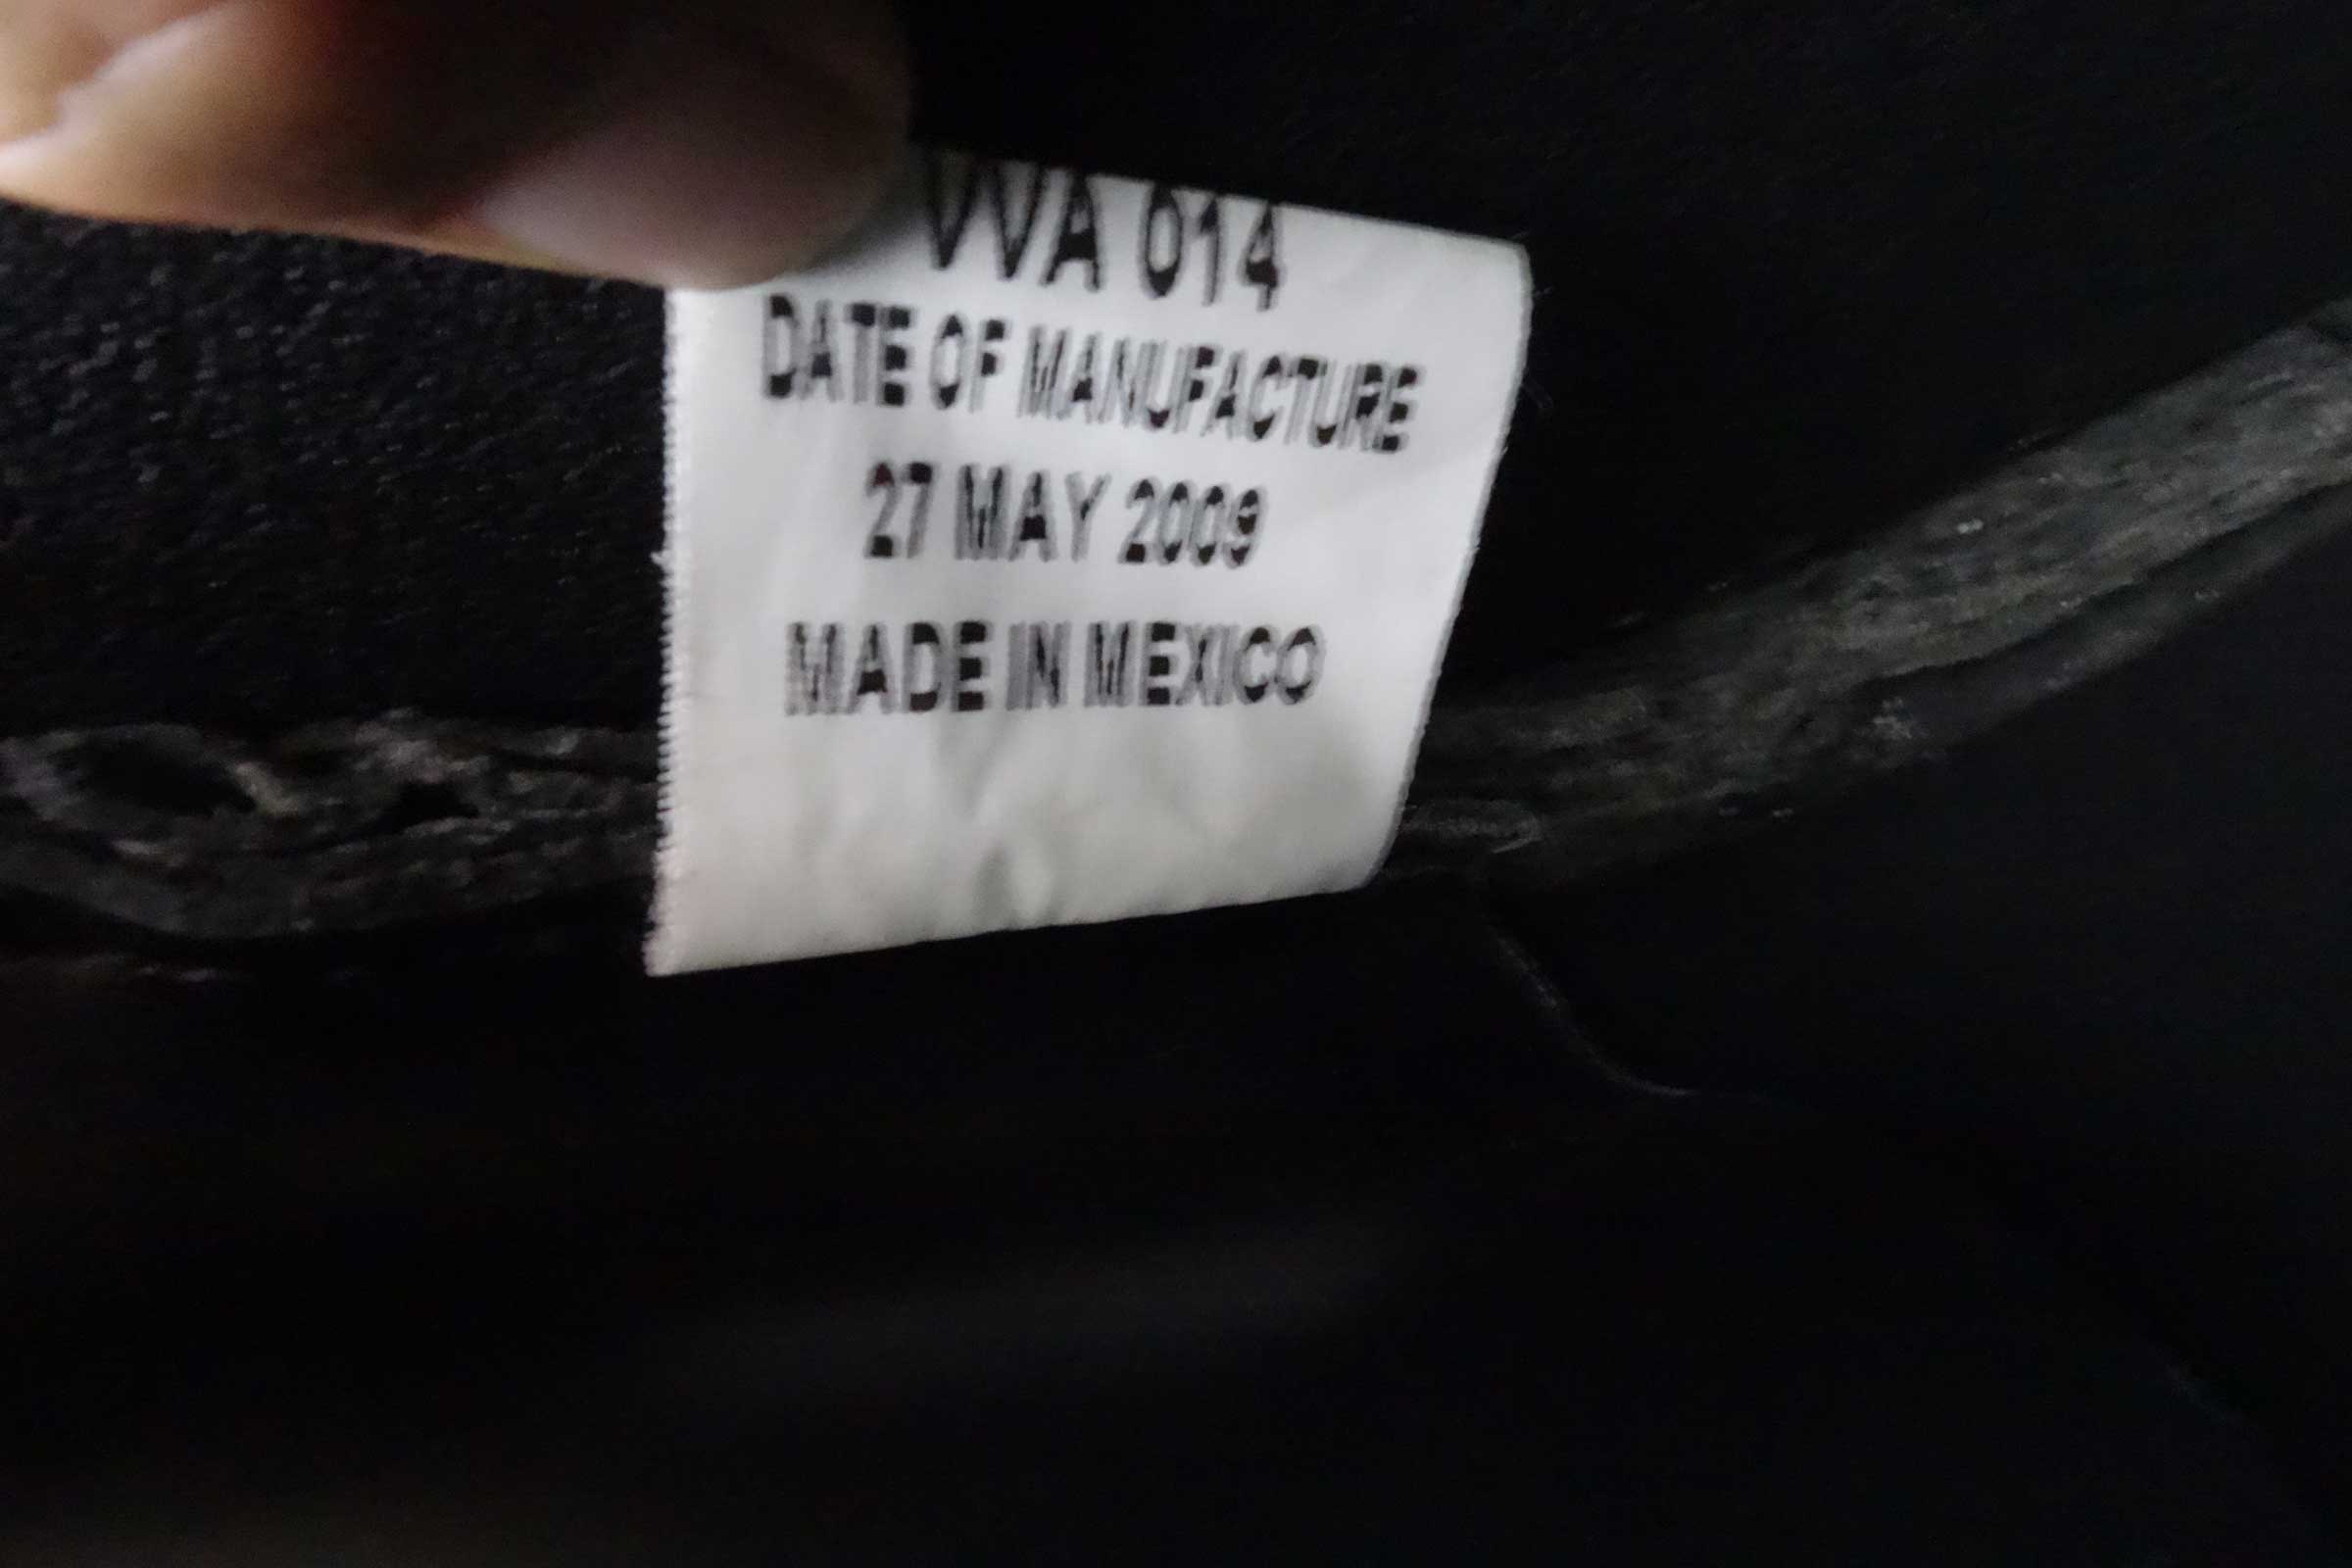 VVA 014
DATE OF MANUFACTURE
27 MAY 2009
MADE IN MEXICO